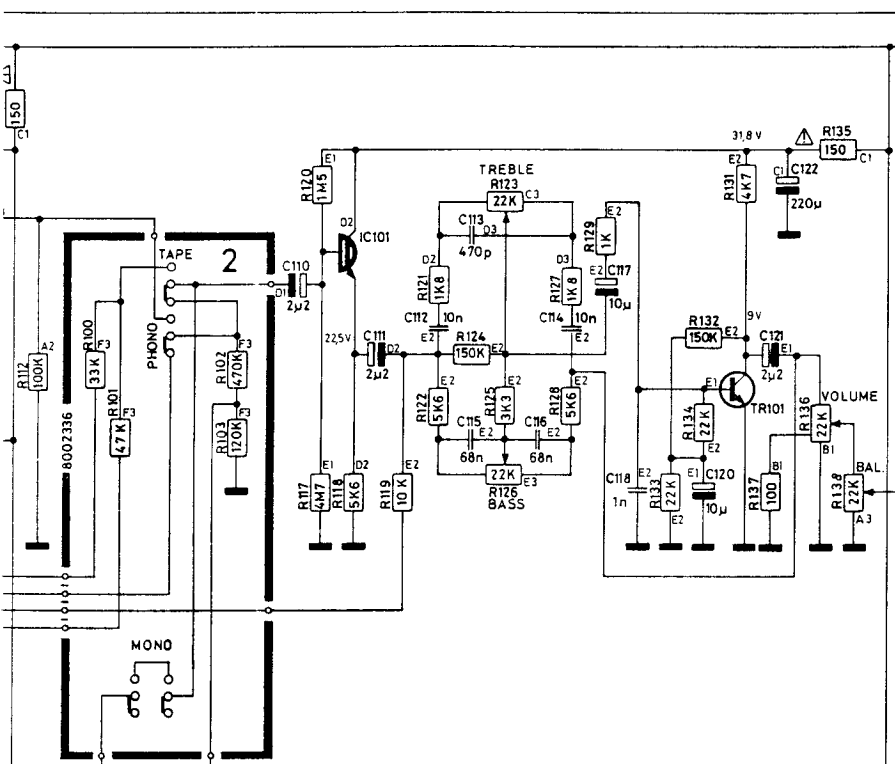 150
C1
R112
100K
A2
8002336
R100
33K
F3
R101
47K
F3
TAPE
PHONO
2
R102
470K
F3
R103
120K
F3
MONO
D1
C110
2µ2
R120
1M5
E1
D2
IC101
22,5V
R117
4M7
E1
R118
5K6
D2
C111
2µ2
D2
R119
10K
E2
TREBLE
R123
22K
C3
C113
D3
470p
D2
R121
1K8
C112
10n
E2
R124
150K
E2
R122
5K6
E2
R125
3K3
E2
C115
E2
68n
C116
E2
68n
22K
R126
E3
BASS
D3
R127
1K8
C114
10n
E2
R128
5K6
E2
R129
1K
E2
E2
C117
10µ
31,8 V
R131
4K7
E2
R135
150
C1
C1
C122
220µ
9V
R132
150K
E2
C121
E1
2µ2
E1
TR101
R134
22K
E2
C118
E2
1n
R133
22K
E2
E1
C120
10µ
VOLUME
R136
22K
B1
R137
100
B1
BAL.
R138
22K
A3